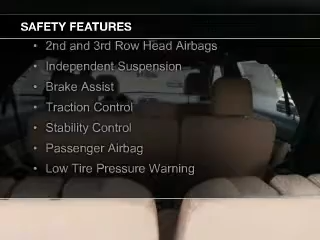 SAFETY FEATURES
• 2nd and 3rd Row Head Airbags
• Independent Suspension
• Brake Assist
• Traction Control
• Stability Control
• Passenger Airbag
• Low Tire Pressure Warning